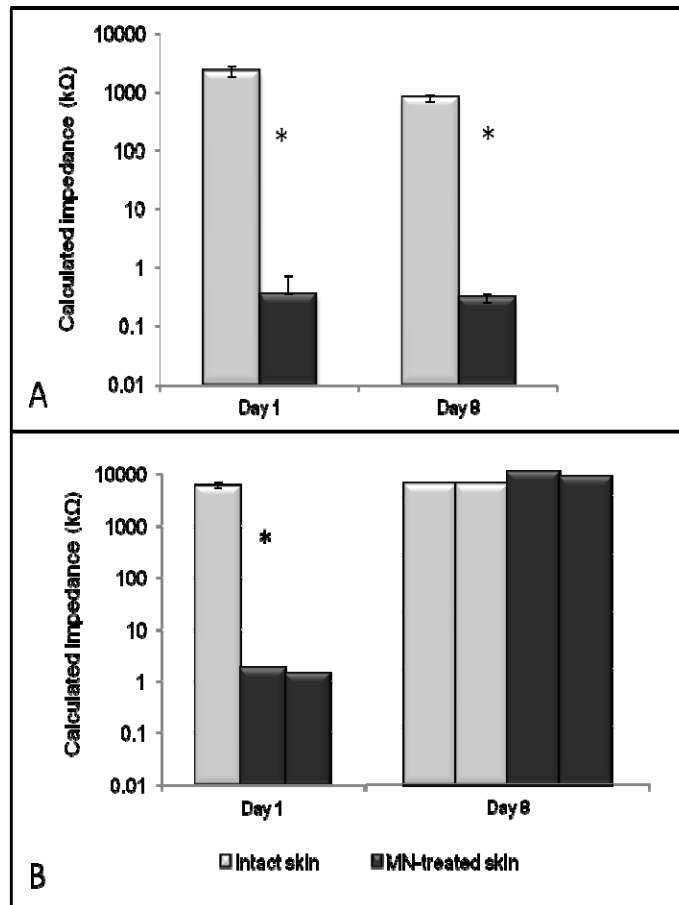 10000
1000
100
10
1
0.1
0.01
Calculated impedance (kΩ)
*
*
Day 1
Day 8
A
10000
1000
100
10
1
0.1
0.01
Calculated impedance (kΩ)
*
Day 1
Day 8
Intact skin
MN-treated skin
B